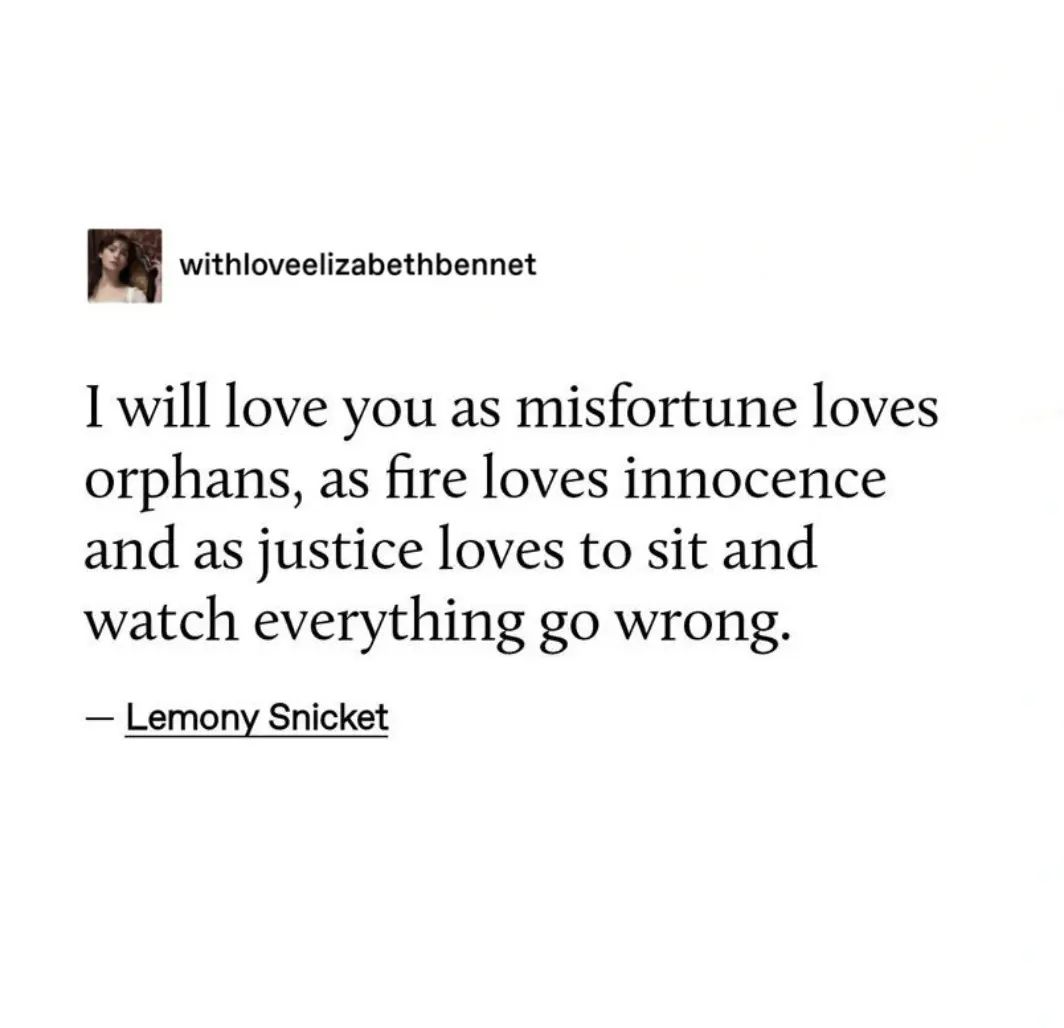 withloveelizabethbennet
I will love you as misfortune loves
orphans, as fire loves innocence
and as justice loves to sit and
watch everything go wrong.
— Lemony Snicket